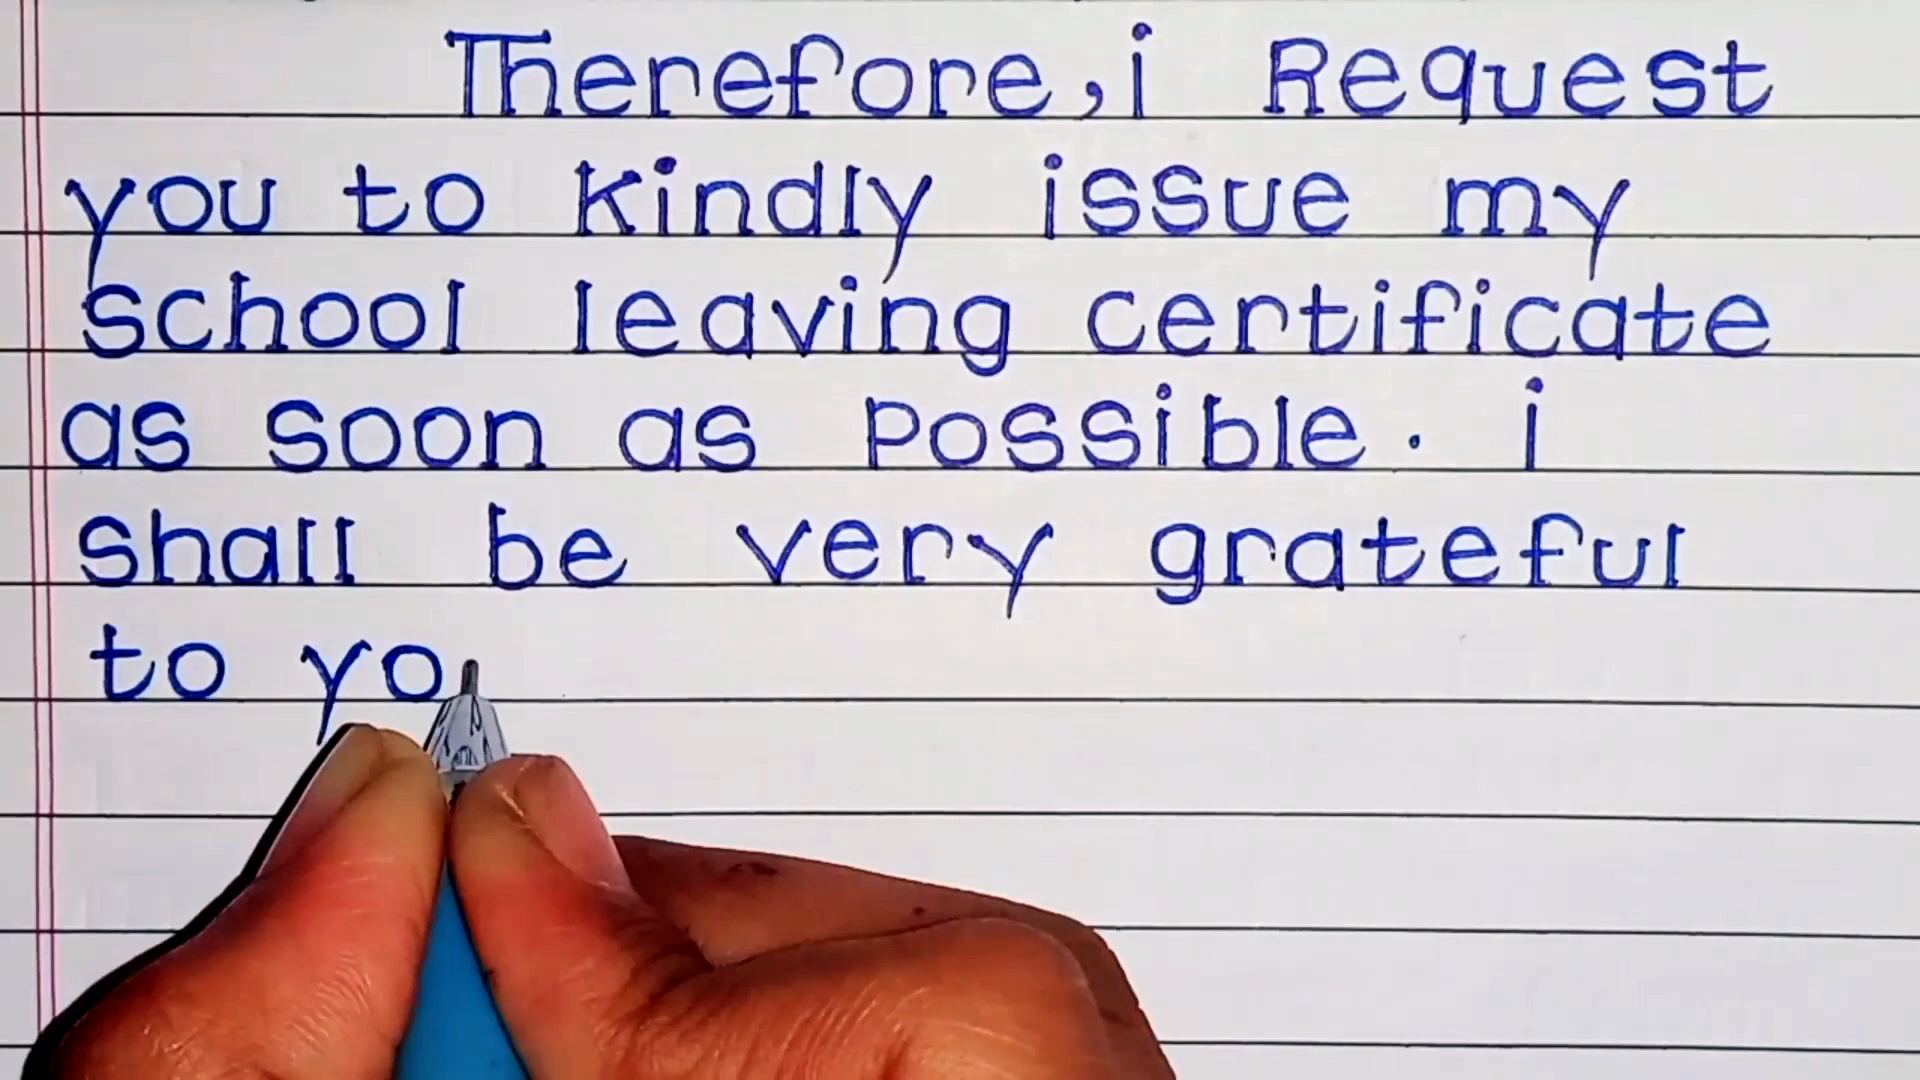 Therefore, i Request
you to kindly issue my
school leaving certificate
as soon as possible. i
shall be very grateful
to yo